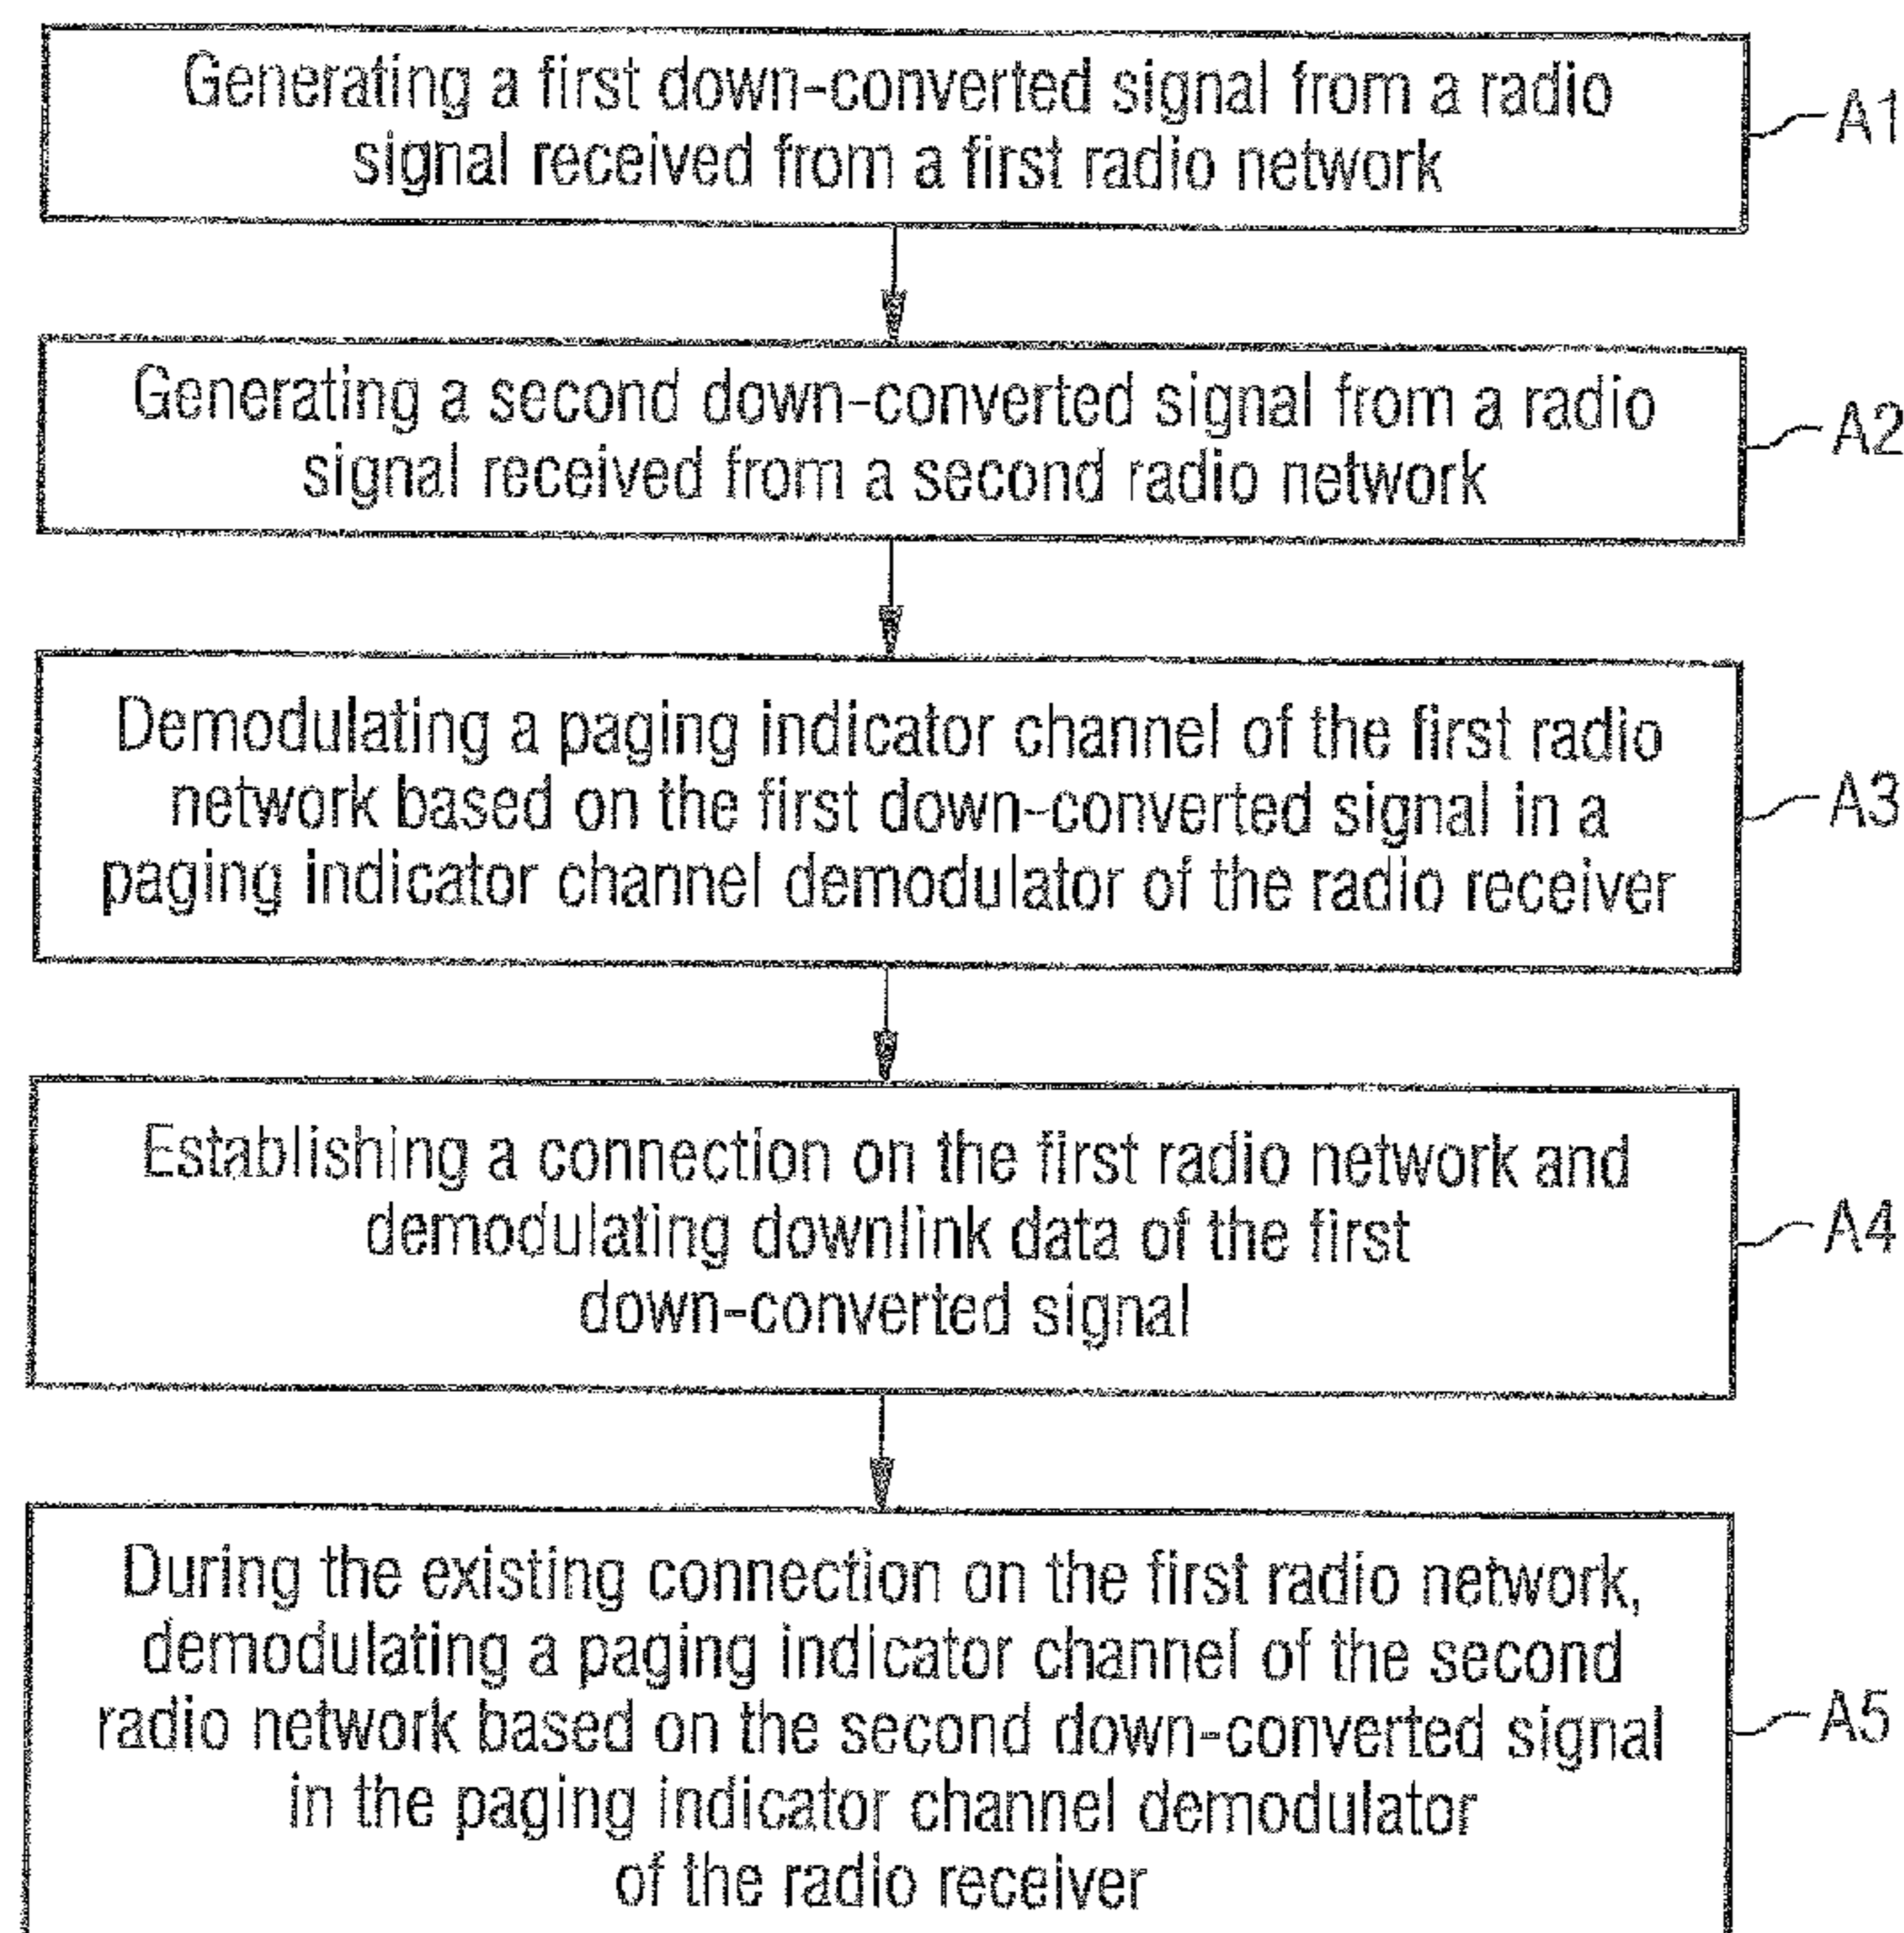 Generating a first down-converted signal from a radio
signal received from a first radio network
A1
Generating a second down-converted signal from a radio
signal received from a second radio network
A2
Demodulating a paging indicator channel of the first radio
network based on the first down-converted signal in a
paging indicator channel demodulator of the radio receiver
A3
Establishing a connection on the first radio network and
demodulating downlink data of the first
down-converted signal
A4
During the existing connection on the first radio network,
demodulating a paging indicator channel of the second
radio network based on the second down-converted signal
in the paging indicator channel demodulator
of the radio receiver
A5